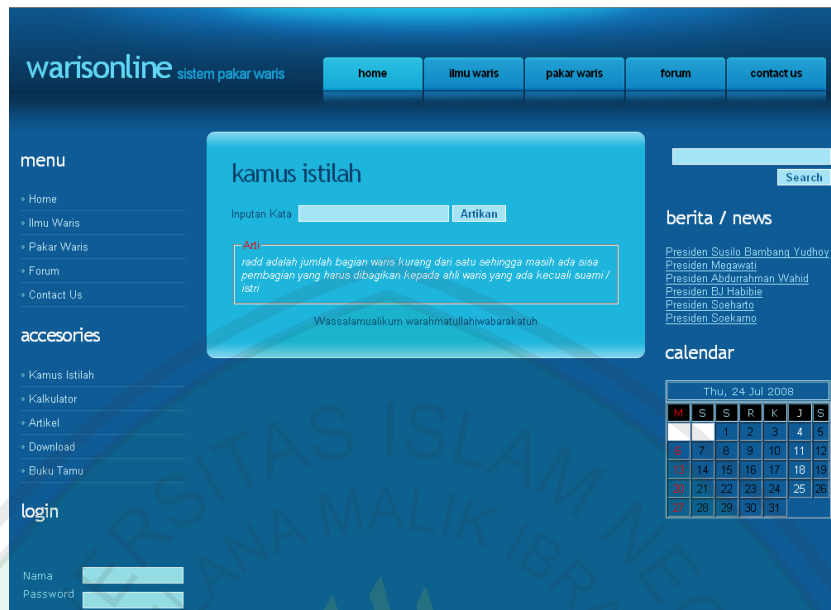 warisonline sistem pakar waris
home
ilmu waris
pakar waris
forum
contact us
menu
Home
Ilmu Waris
Pakar Waris
Forum
Contact Us
accesories
Kamus Istilah
Kalkulator
Artikel
Download
Buku Tamu
login
Nama
Password
kamus istilah
Inputan Kata
Artikan
Arti
radd adalah jumlah bagian waris kurang dari satu sehingga masih ada sisa
pembagian yang harus dibagikan kepada ahli waris yang ada kecuali suami /
istri
Wassalamualikum warahmatullahiwabarakatuh
Search
berita / news
Presiden Susilo Bambang Yudhoy
Presiden Megawati
Presiden Abdurrahman Wahid
Presiden BJ Habibie
Presiden Soeharto
Presiden Soekarno
calendar
Thu, 24 Jul 2008
M S S R K J S
1 2 3 4 5
6 7 8 9 10 11 12
13 14 15 16 17 18 19
20 21 22 23 24 25 26
27 28 29 30 31